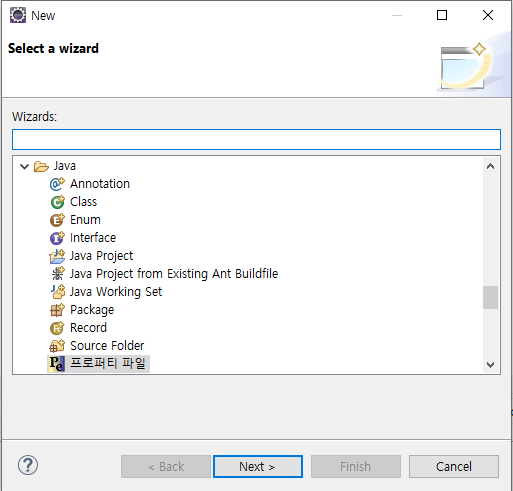 New
Select a wizard
Wizards:
Java
Annotation
Class
Enum
Interface
Java Project
Java Project from Existing Ant Buildfile
Java Working Set
Package
Record
Source Folder
프로퍼티 파일
< Back
Next >
Finish
Cancel